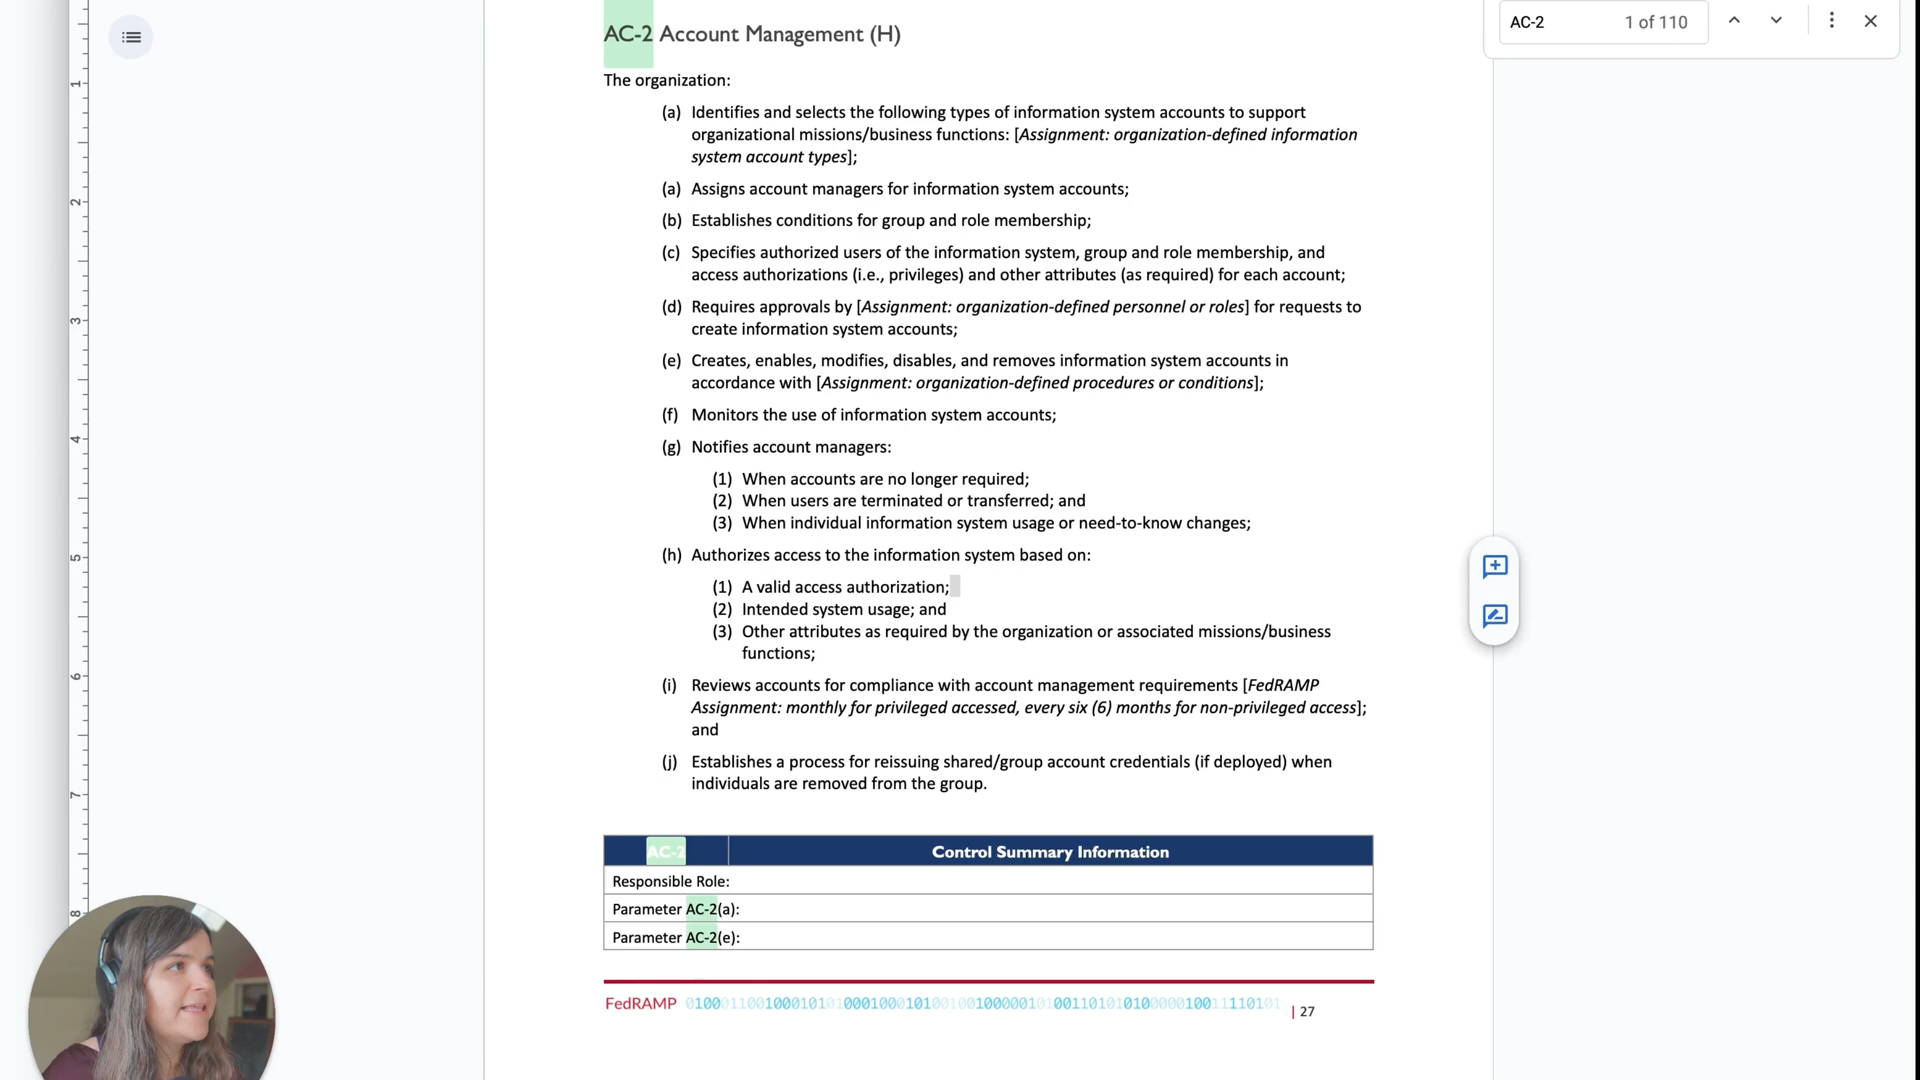 AC-2 Account Management (H)
AC-2 1 of 110
The organization:
(a) Identifies and selects the following types of information system accounts to support
organizational missions/business functions: [Assignment: organization-defined information
system account types];
(a) Assigns account managers for information system accounts;
(b) Establishes conditions for group and role membership;
(c) Specifies authorized users of the information system, group and role membership, and
access authorizations (i.e., privileges) and other attributes (as required) for each account;
(d) Requires approvals by [Assignment: organization-defined personnel or roles] for requests to
create information system accounts;
(e) Creates, enables, modifies, disables, and removes information system accounts in
accordance with [Assignment: organization-defined procedures or conditions];
(f) Monitors the use of information system accounts;
(g) Notifies account managers:
(1) When accounts are no longer required;
(2) When users are terminated or transferred; and
(3) When individual information system usage or need-to-know changes;
(h) Authorizes access to the information system based on:
(1) A valid access authorization;
(2) Intended system usage; and
(3) Other attributes as required by the organization or associated missions/business
functions;
(i) Reviews accounts for compliance with account management requirements [FedRAMP
Assignment: monthly for privileged accessed, every six (6) months for non-privileged access];
and
(j) Establishes a process for reissuing shared/group account credentials (if deployed) when
individuals are removed from the group.
AC-2 Control Summary Information
Responsible Role:
Parameter AC-2(a):
Parameter AC-2(e):
FedRAMP
| 27
1
2
3
4
5
6
7
8